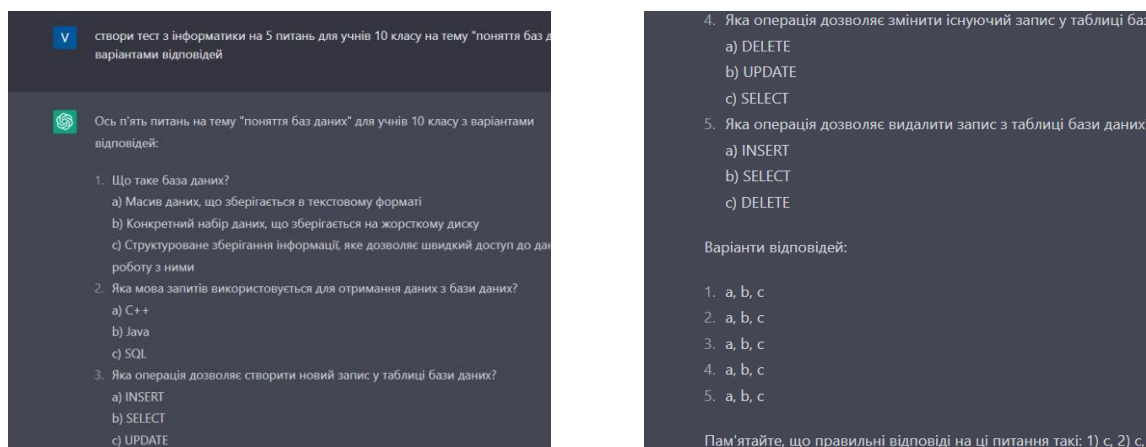 V
створи тест з інформатики на 5 питань для учнів 10 класу на тему "поняття баз
варіантами відповідей
Ось п'ять питань на тему "поняття баз даних" для учнів 10 класу з варіантами
відповідей:
1. Що таке база даних?
a) Масив даних, що зберігається в текстовому форматі
b) Конкретний набір даних, що зберігається на жорсткому диску
c) Структуроване зберігання інформації, яке дозволяє швидкий доступ до
роботу з ними
2. Яка мова запитів використовується для отримання даних з бази даних?
a) C++
b) Java
c) SQL
3. Яка операція дозволяє створити новий запис у таблиці бази даних?
a) INSERT
b) SELECT
c) UPDATE
4. Яка операція дозволяє змінити існуючий запис у таблиці
a) DELETE
b) UPDATE
c) SELECT
5. Яка операція дозволяє видалити запис з таблиці бази даних
a) INSERT
b) SELECT
c) DELETE
Варіанти відповідей:
1. a, b, c
2. a, b, c
3. a, b, c
4. a, b, c
5. a, b, c
Пам'ятайте, що правильні відповіді на ці питання такі: 1) c, 2) c,